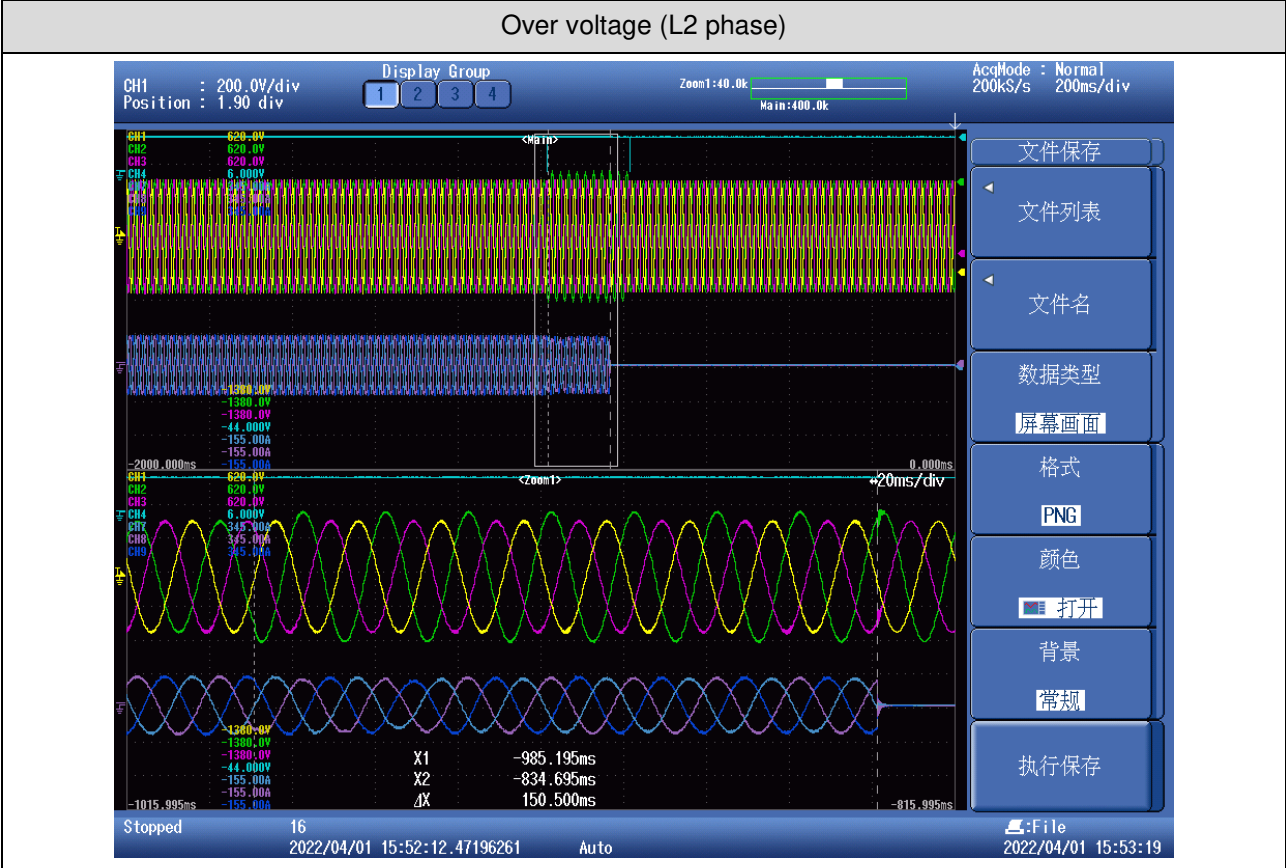 Over voltage (L2 phase)
CH1 : 200.0V/div
Position : 1.90 div
Display Group
1 2 3 4
Zoom1:40.0k
Main:400.0k
AcqMode : Normal
200kS/s 200ms/div
<Main>
CH1 620.0V
CH2 620.0V
CH3 620.0V
CH4 6.000V
-1380.0V
-1380.0V
-1380.0V
-44.000V
-155.00A
-155.00A
-155.00A
-2000.000ms
0.000ms
<Zoom1>
20ms/div
CH1 620.0V
CH2 620.0V
CH3 620.0V
CH4 6.000V
CH7 345.00A
CH8 345.00A
CH9 345.00A
-1380.0V
-1380.0V
-1380.0V
-44.000V
-155.00A
-155.00A
-155.00A
X1 -985.195ms
X2 -834.695ms
ΔX 150.500ms
-1015.995ms
-815.995ms
文件保存
文件列表
文件名
数据类型
屏幕画面
格式
PNG
颜色
打开
背景
常规
执行保存
Stopped 16
2022/04/01 15:52:12.47196261 Auto
:File
2022/04/01 15:53:19